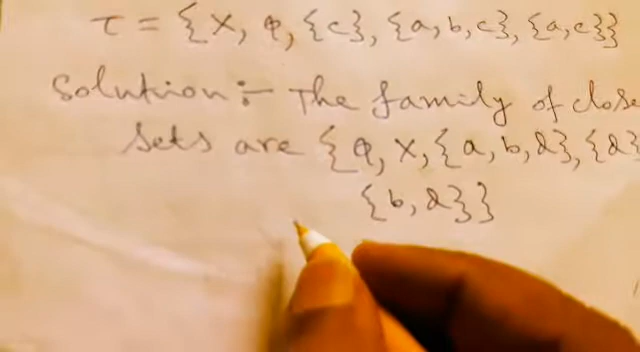 τ = {X, φ, {c}, {a, b, c}, {a, c}}
Solution :- The family of close
sets are {φ, X, {a, b, d}, {d}
{b, d}}